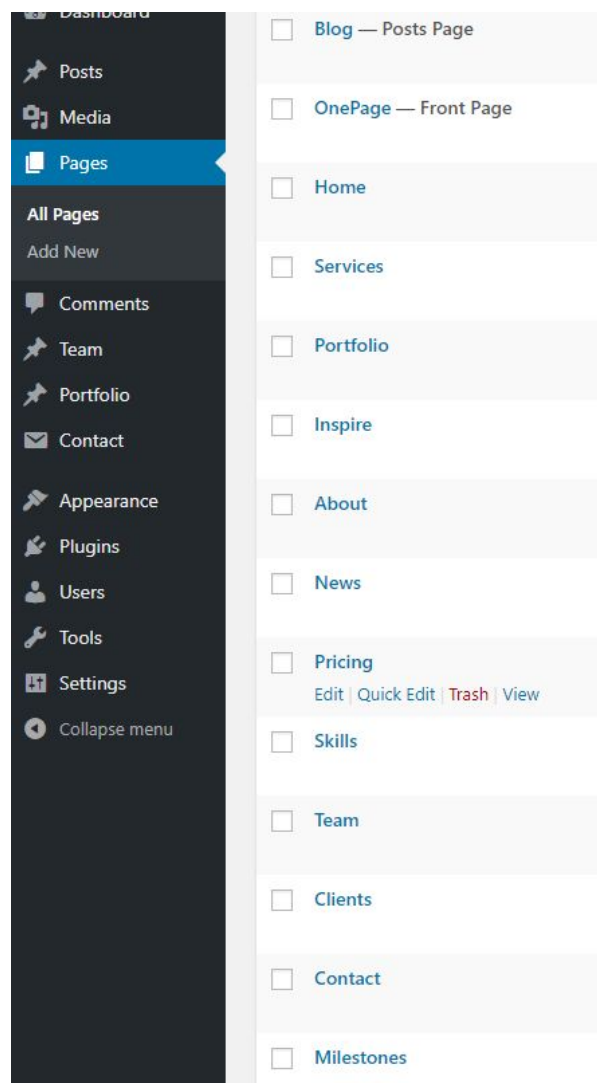 Dashboard
Posts
Media
Pages
All Pages
Add New
Comments
Team
Portfolio
Contact
Appearance
Plugins
Users
Tools
Settings
Collapse menu
Blog — Posts Page
OnePage — Front Page
Home
Services
Portfolio
Inspire
About
News
Pricing
Edit | Quick Edit | Trash | View
Skills
Team
Clients
Contact
Milestones